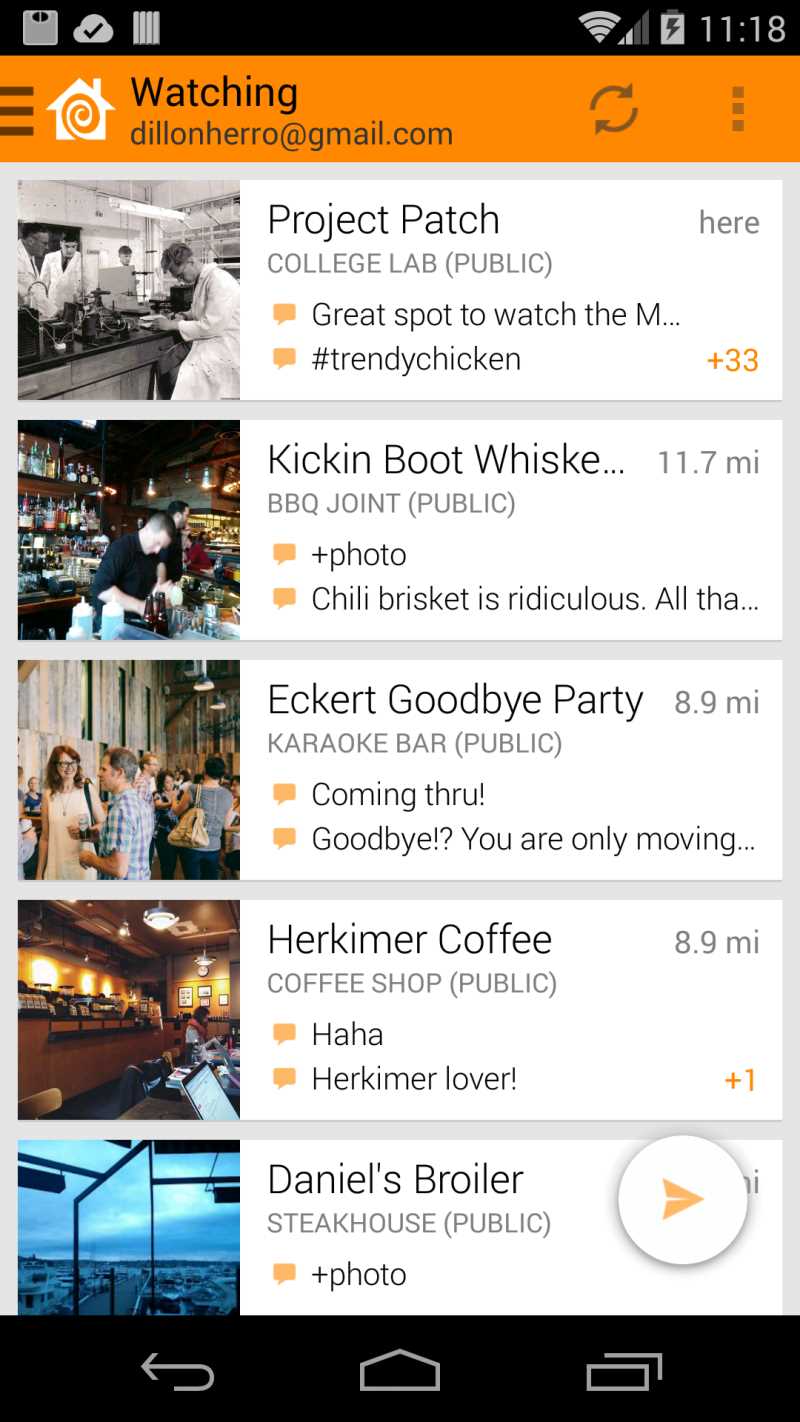 11:18
Watching
dillonherro@gmail.com
Project Patch
here
COLLEGE LAB (PUBLIC)
Great spot to watch the M...
#trendychicken
+33
Kickin Boot Whiske...
11.7 mi
BBQ JOINT (PUBLIC)
+photo
Chili brisket is ridiculous. All tha...
Eckert Goodbye Party
8.9 mi
KARAOKE BAR (PUBLIC)
Coming thru!
Goodbye!? You are only moving...
Herkimer Coffee
8.9 mi
COFFEE SHOP (PUBLIC)
Haha
Herkimer lover!
+1
Daniel's Broiler
STEAKHOUSE (PUBLIC)
+photo